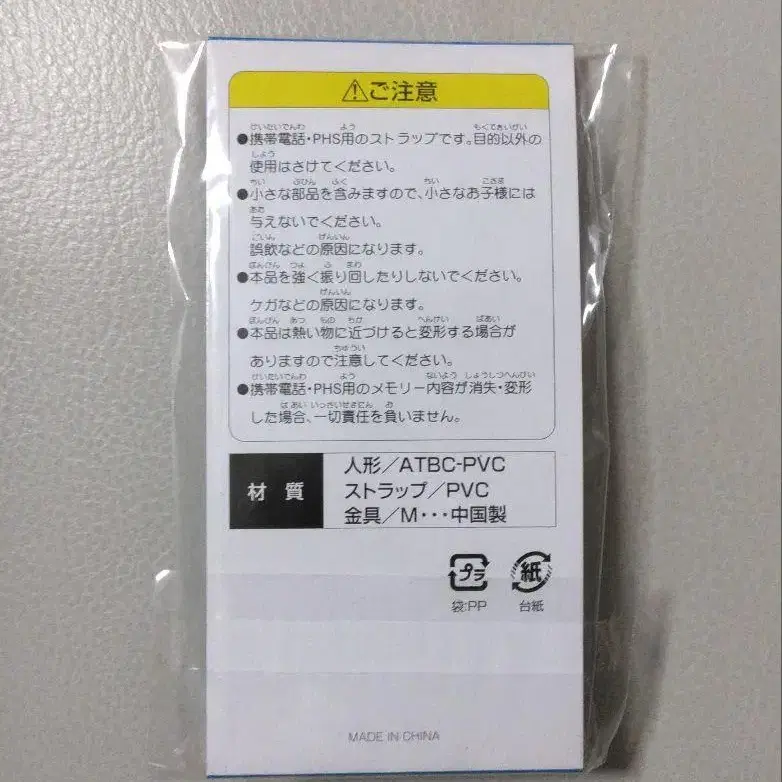 ⚠ご注意
●携帯電話・PHS用のストラップです。目的以外の
使用はさけてください。
●小さな部品を含みますので、小さなお子様には
与えないでください。
誤飲などの原因になります。
●本品を強く振り回したりしないでください。
ケガなどの原因になります。
●本品は熱い物に近づけると変形する場合が
ありますので注意してください。
●携帯電話・PHS用のメモリー内容が消失・変形
した場合、一切責任を負いません。
材質
人形／ATBC-PVC
ストラップ／PVC
金具／M・・・中国製
プラ 紙
袋:PP 台紙
MADE IN CHINA